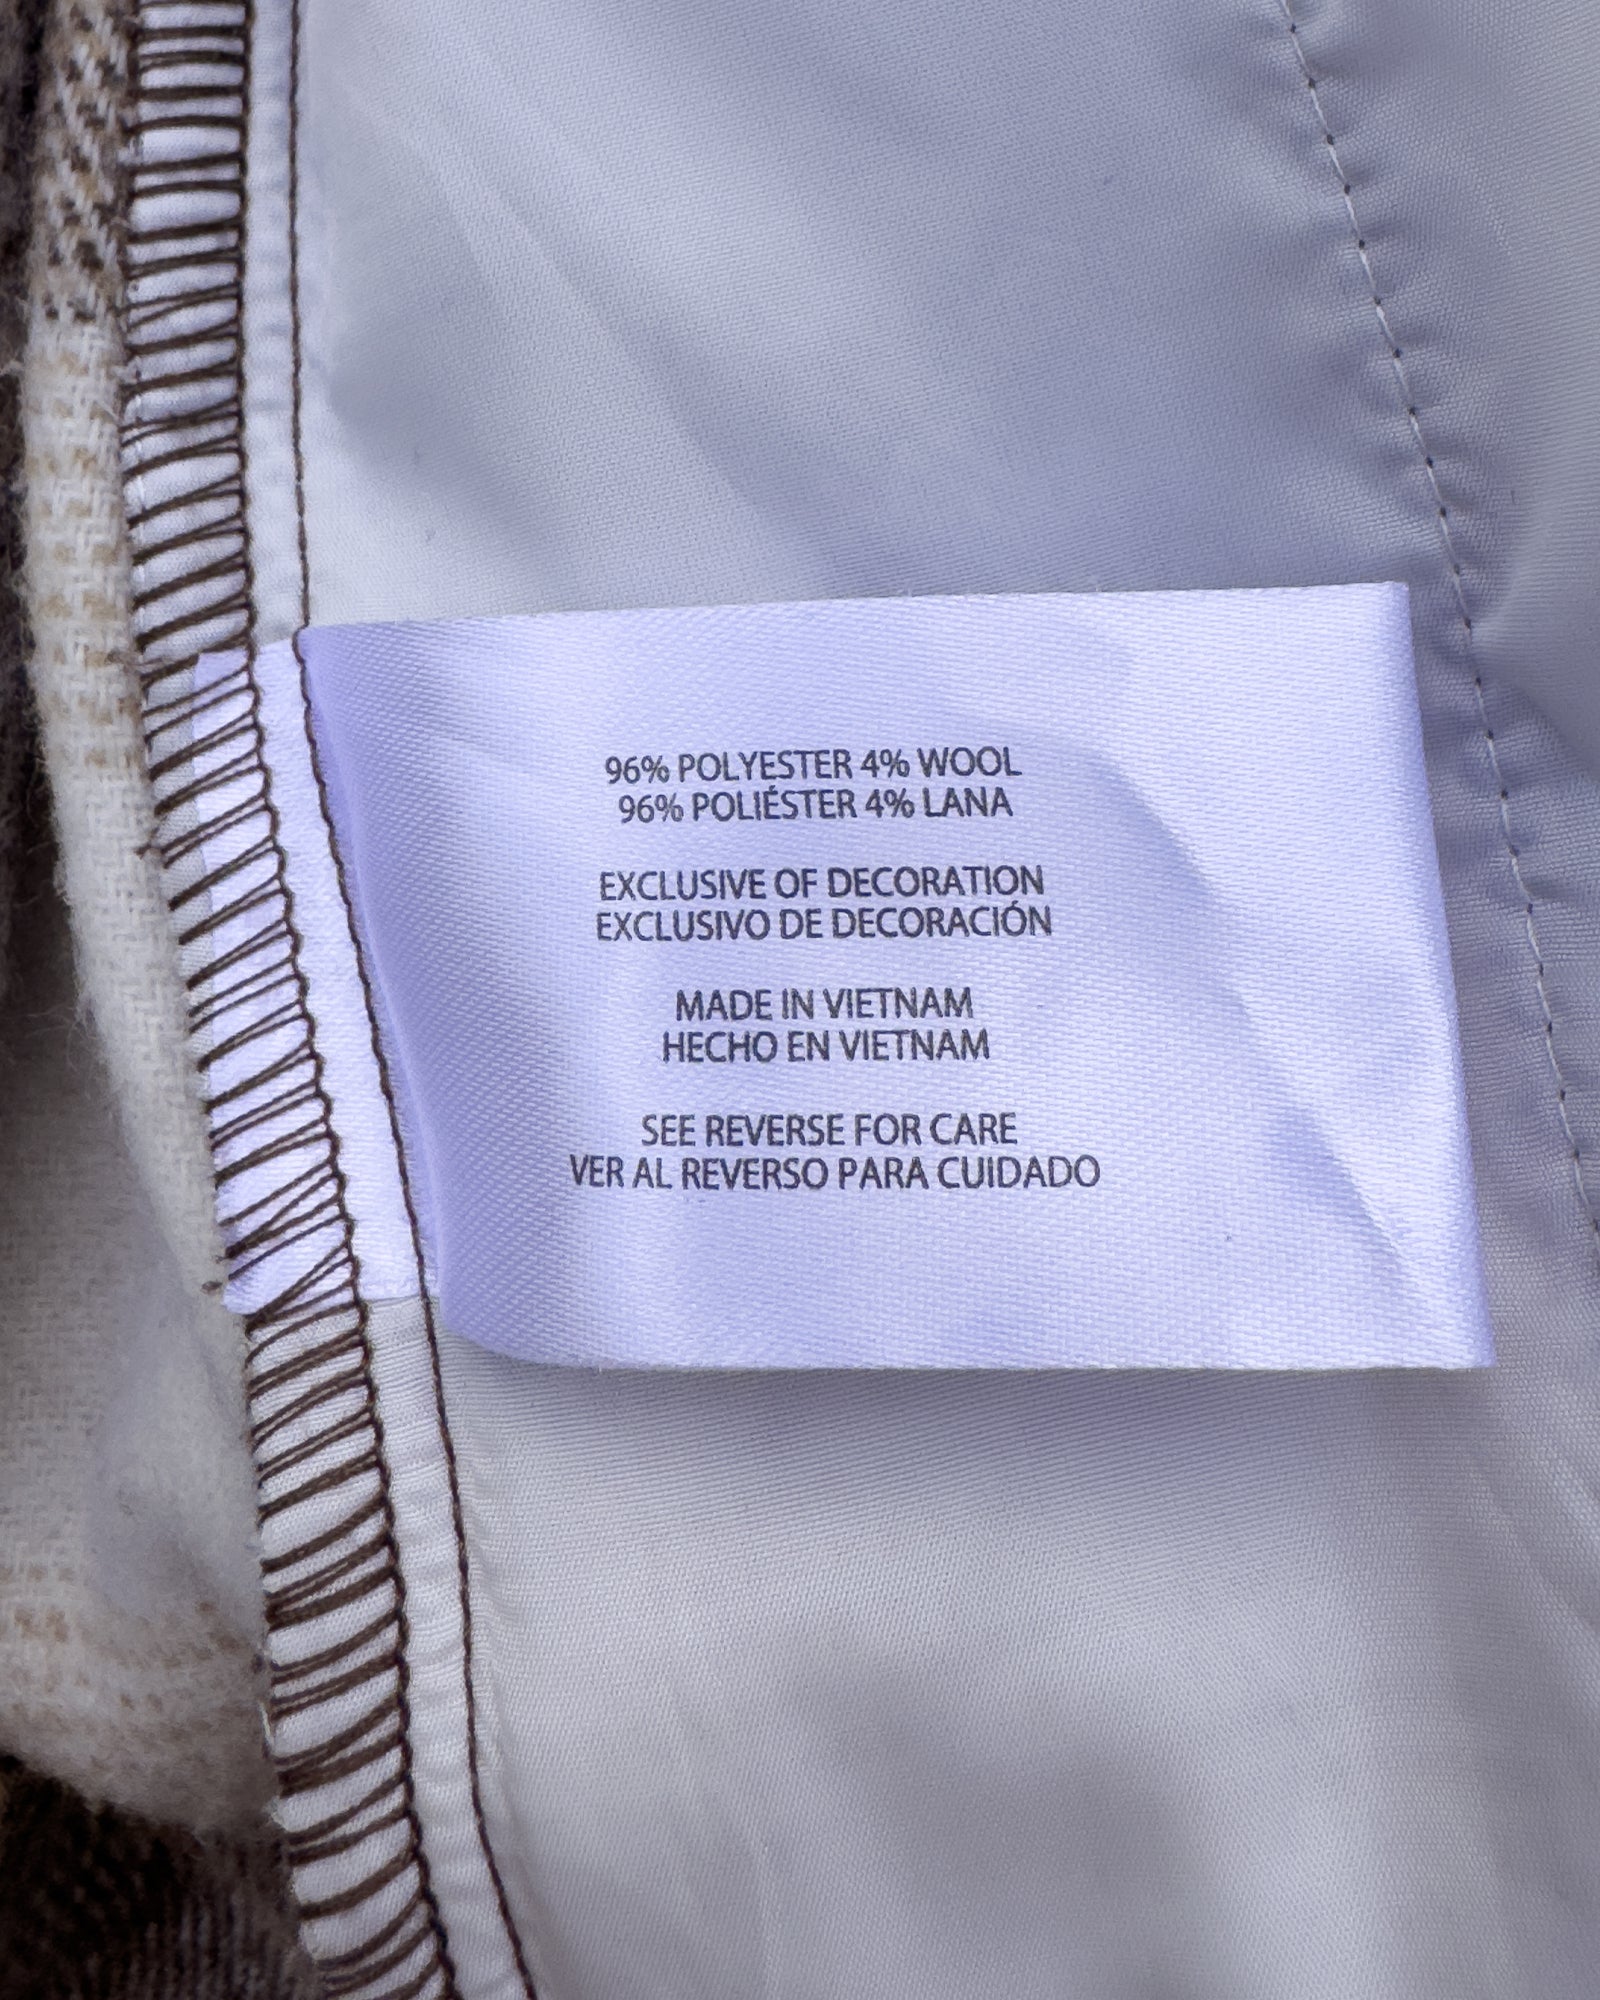 96% POLYESTER 4% WOOL
96% POLIÉSTER 4% LANA
EXCLUSIVE OF DECORATION
EXCLUSIVO DE DECORACIÓN
MADE IN VIETNAM
HECHO EN VIETNAM
SEE REVERSE FOR CARE
VER AL REVERSO PARA CUIDADO